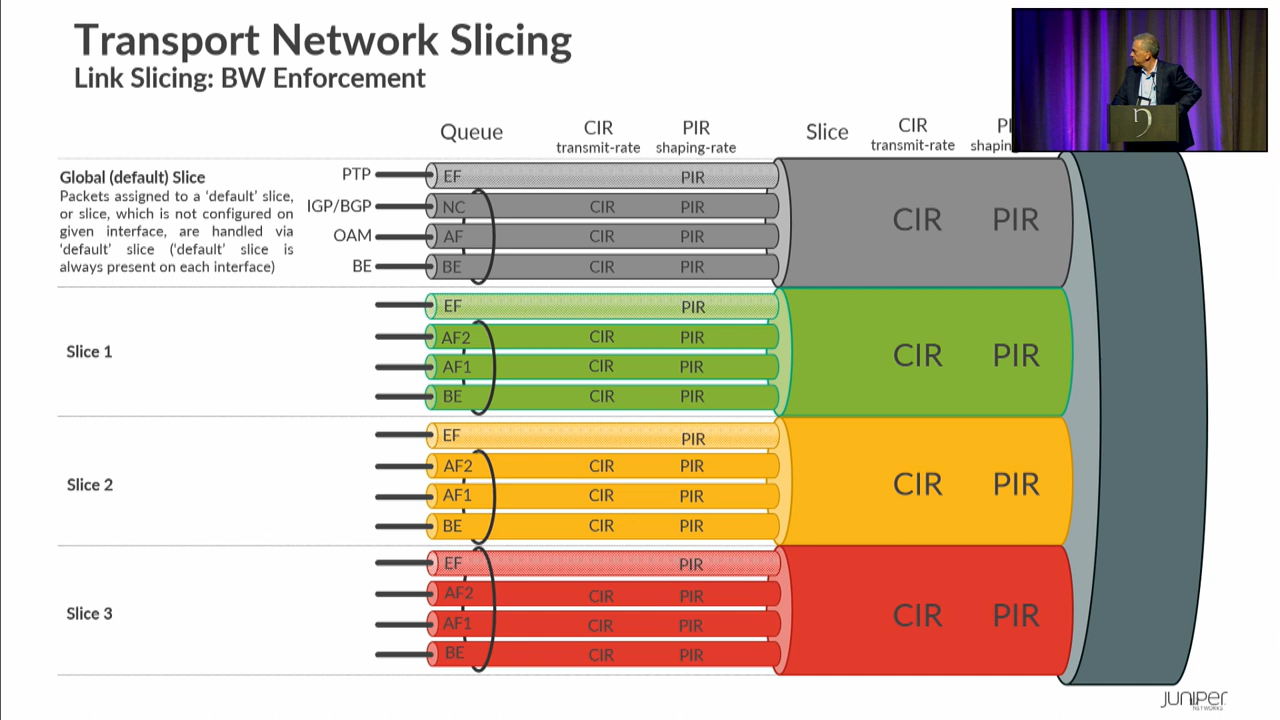 Transport Network Slicing
Link Slicing: BW Enforcement
Queue CIR PIR Slice CIR
transmit-rate shaping-rate transmit-rate
Global (default) Slice
Packets assigned to a ‘default’ slice,
or slice, which is not configured on
given interface, are handled via
‘default’ slice (‘default’ slice is
always present on each interface)
PTP EF PIR
IGP/BGP NC CIR PIR
OAM AF CIR PIR
BE BE CIR PIR
CIR PIR
Slice 1
EF PIR
AF2 CIR PIR
AF1 CIR PIR
BE CIR PIR
CIR PIR
Slice 2
EF PIR
AF2 CIR PIR
AF1 CIR PIR
BE CIR PIR
CIR PIR
Slice 3
EF PIR
AF2 CIR PIR
AF1 CIR PIR
BE CIR PIR
CIR PIR
JUNIPER
NETWORKS